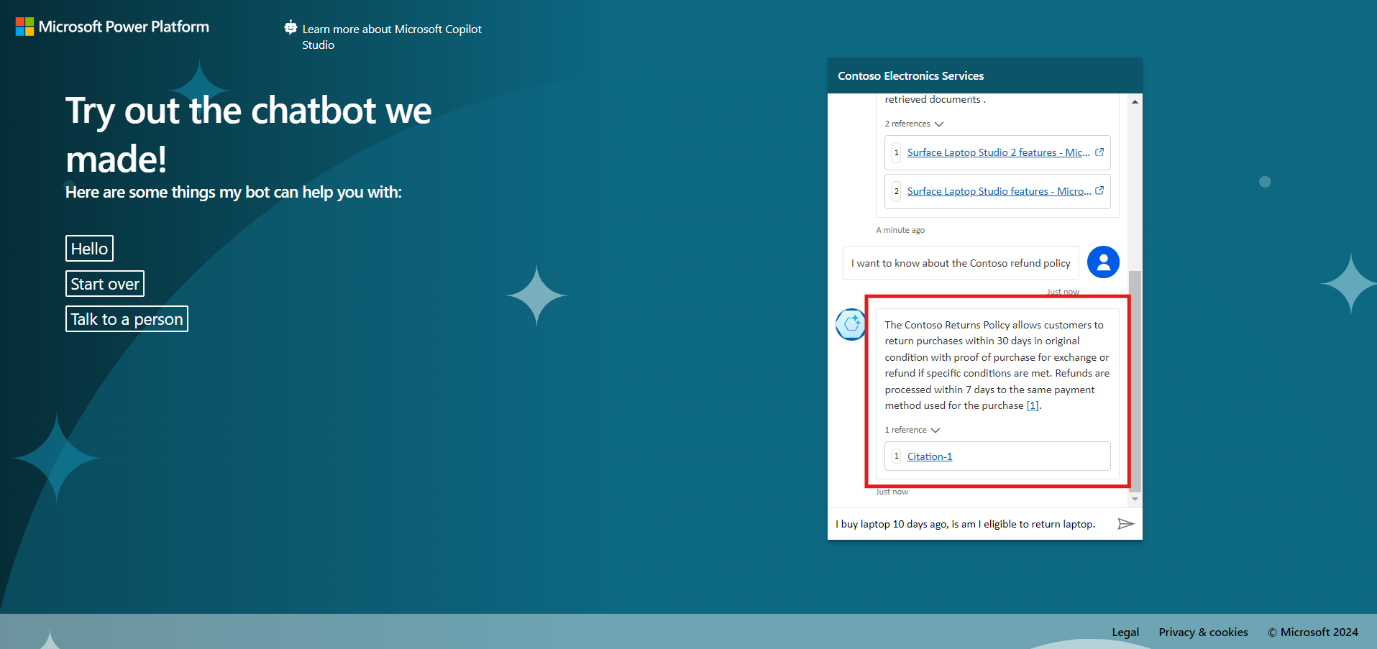 Microsoft Power Platform
Learn more about Microsoft Copilot
Studio
Try out the chatbot we
made!
Here are some things my bot can help you with:
Hello
Start over
Talk to a person
Contoso Electronics Services
retrieved documents .
2 references
1 Surface Laptop Studio 2 features - Mic...
2 Surface Laptop Studio features - Micro...
A minute ago
I want to know about the Contoso refund policy
Just now
The Contoso Returns Policy allows customers to
return purchases within 30 days in original
condition with proof of purchase for exchange or
refund if specific conditions are met. Refunds are
processed within 7 days to the same payment
method used for the purchase [1].
1 reference
1 Citation-1
Just now
I buy laptop 10 days ago, is am I eligible to return laptop.
Legal Privacy & cookies © Microsoft 2024